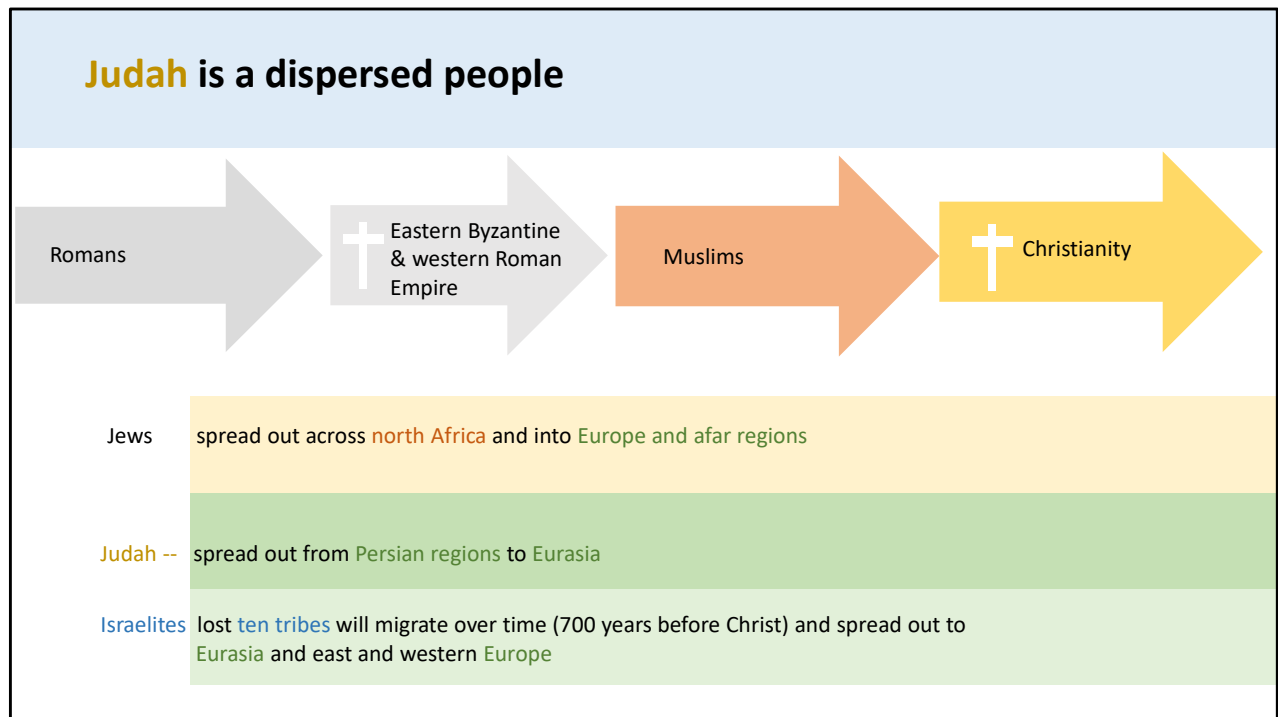 Judah is a dispersed people
Romans
Eastern Byzantine
& western Roman
Empire
Muslims
Christianity
Jews spread out across north Africa and into Europe and afar regions
Judah -- spread out from Persian regions to Eurasia
Israelites lost ten tribes will migrate over time (700 years before Christ) and spread out to
Eurasia and east and western Europe